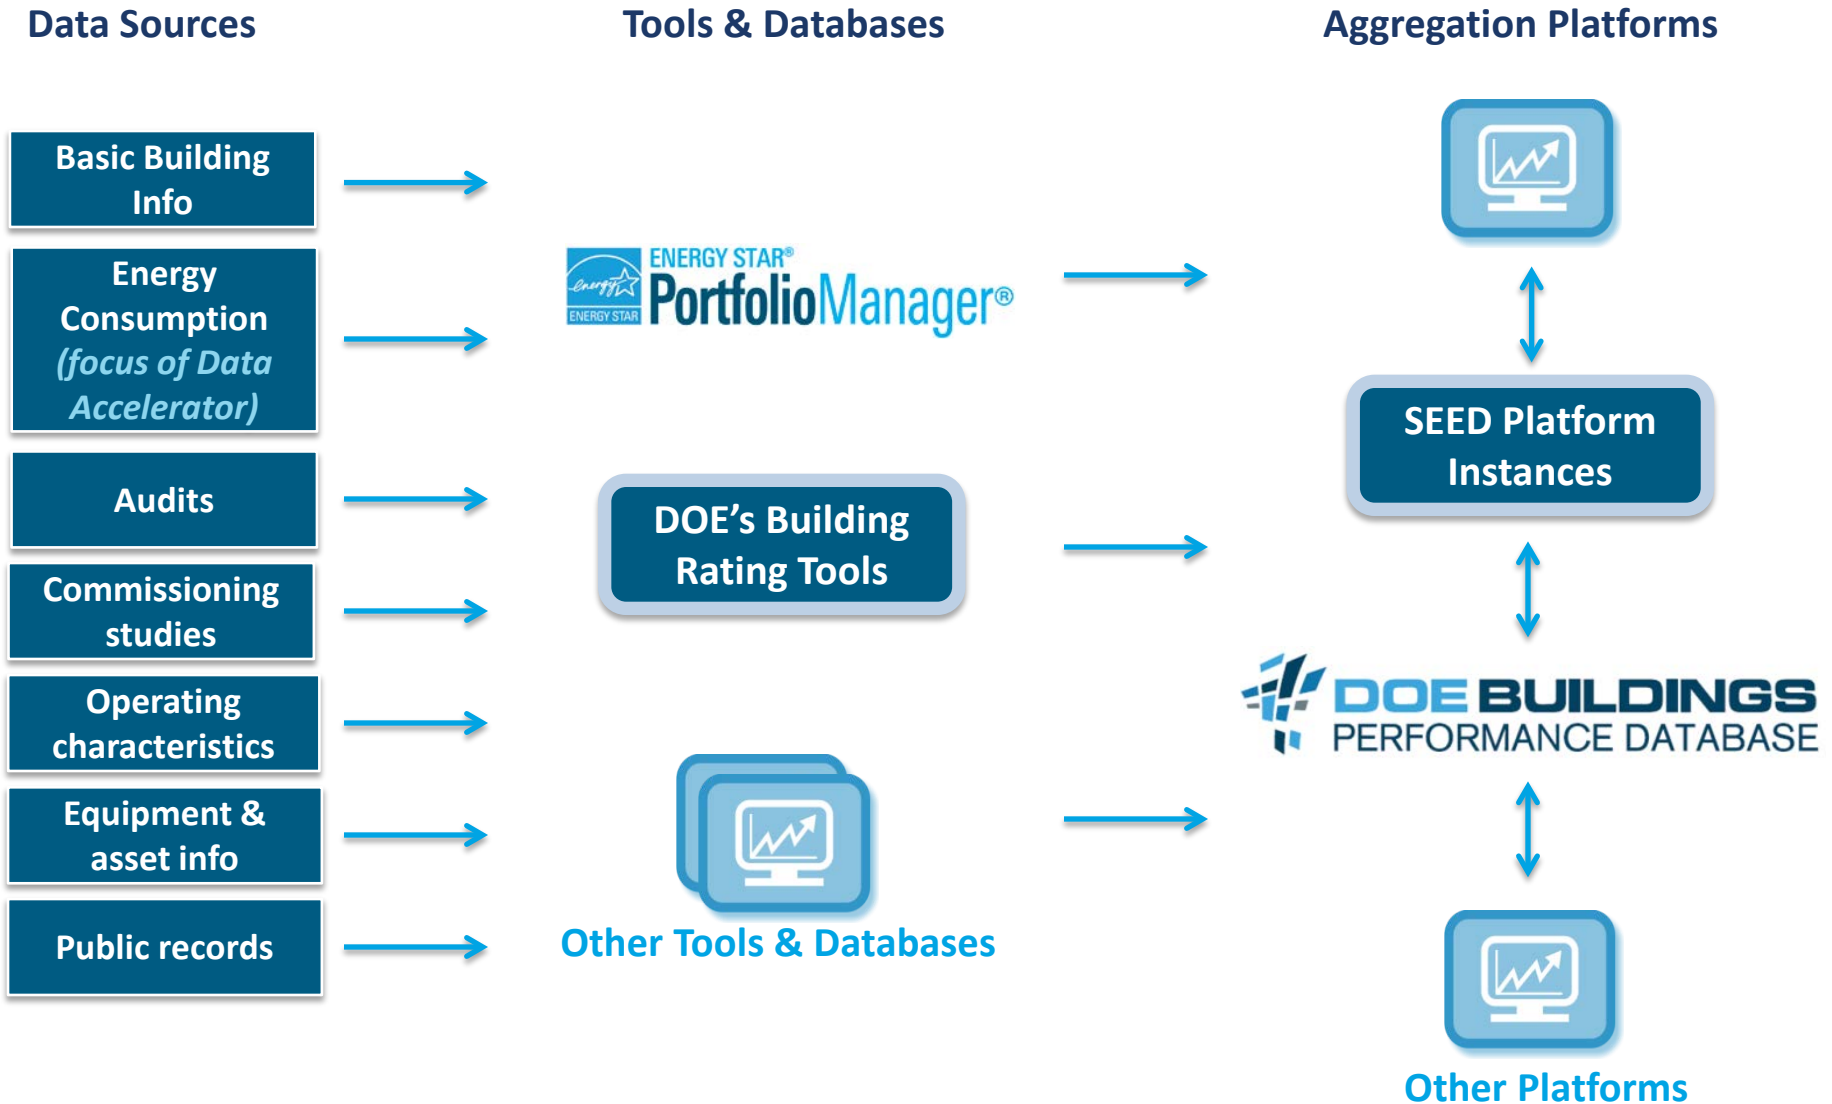 Data Sources
Tools & Databases
Aggregation Platforms
Basic Building
Info
Energy
Consumption
(focus of Data
Accelerator)
Audits
Commissioning
studies
Operating
characteristics
Equipment &
asset info
Public records
energy
ENERGY STAR
ENERGY STAR®
PortfolioManager®
DOE’s Building
Rating Tools
Other Tools & Databases
SEED Platform
Instances
DOE BUILDINGS
PERFORMANCE DATABASE
Other Platforms